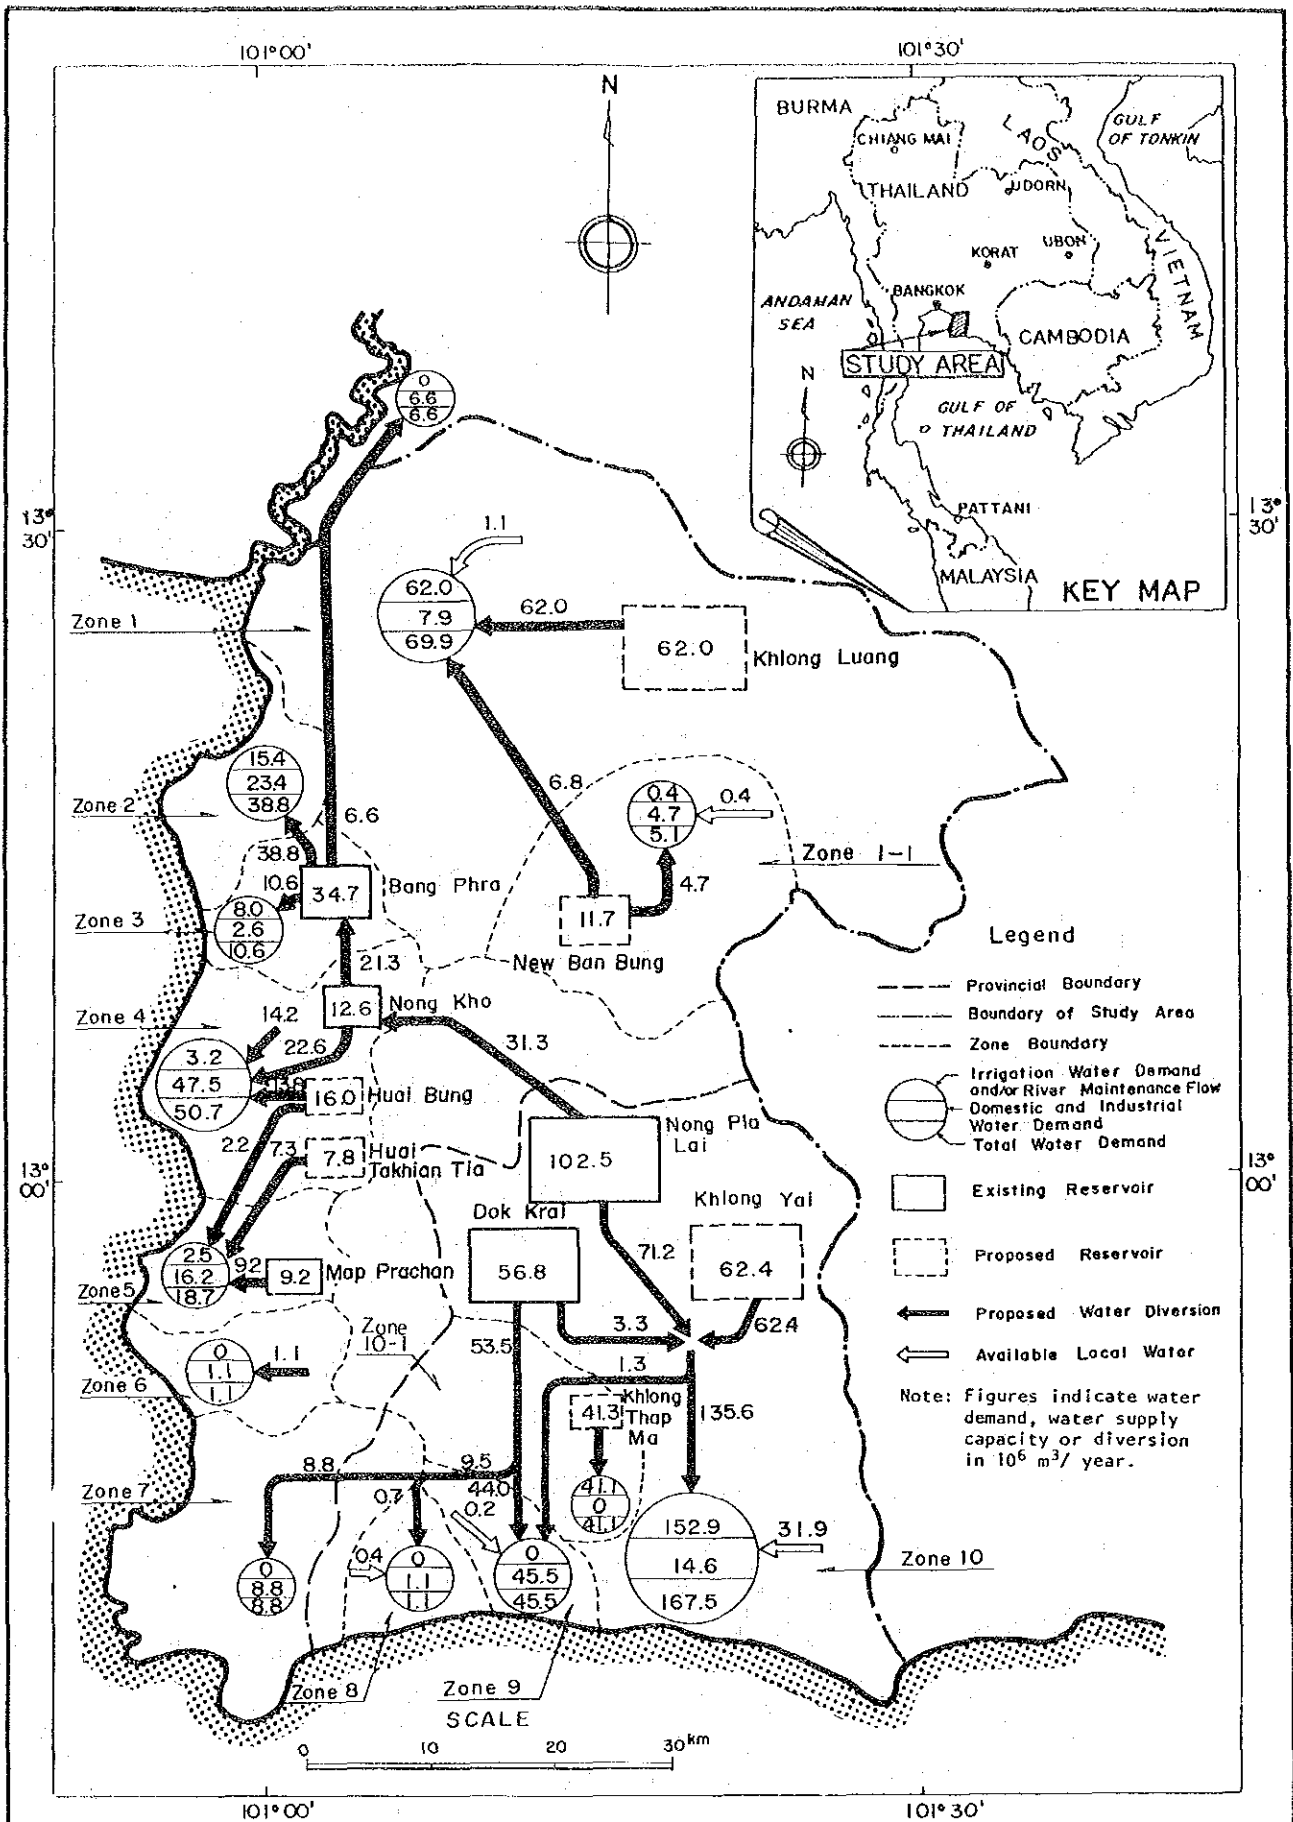 101°00'
101°30'
N
BURMA
CHIANG MAI
LAOS
GULF
OF TONKIN
THAILAND
UDORN
VIETNAM
KORAT
UBON
BANGKOK
ANDAMAN
SEA
CAMBODIA
STUDY AREA
N
GULF OF
THAILAND
PATTANI
MALAYSIA
KEY MAP
13°
30'
13°
30'
0
6.6
6.6
1.1
62.0
7.9
69.9
62.0
62.0
Khlong Luang
Zone 1
15.4
23.4
38.8
Zone 2
6.6
38.8
6.8
0.4
4.7
5.1
0.4
Zone 1-1
4.7
10.6
34.7
Bang Phra
8.0
2.6
10.6
Zone 3
11.7
New Ban Bung
21.3
12.6
Nong Kho
Zone 4
14.2
22.6
31.3
3.2
47.5
50.7
13.8
16.0
Huai Bung
2.2
7.3
7.8
Huai
Takhian Tia
Nong Pla
Lai
102.5
13°
00'
13°
00'
Dok Krai
56.8
Khlong Yai
62.4
71.2
2.5
16.2
18.7
9.2
9.2
Map Prachan
Zone 5
Zone
10-1
53.5
3.3
62.4
0
1.1
1.1
1.1
Zone 6
1.3
41.3
Khlong
Thap
Ma
135.6
8.8
9.5
44.0
0.7
0.2
Zone 7
41.1
0
41.1
152.9
14.6
167.5
31.9
Zone 10
0
8.8
8.8
0.4
0
1.1
1.1
0
45.5
45.5
Zone 8
Zone 9
SCALE
0
10
20
30 km
101°00'
101°30'
Legend
Provincial Boundary
Boundary of Study Area
Zone Boundary
Irrigation Water Demand
and/or River Maintenance Flow
Domestic and Industrial
Water Demand
Total Water Demand
Existing Reservoir
Proposed Reservoir
Proposed Water Diversion
Available Local Water
Note: Figures indicate water
demand, water supply
capacity or diversion
in 10⁶ m³/ year.